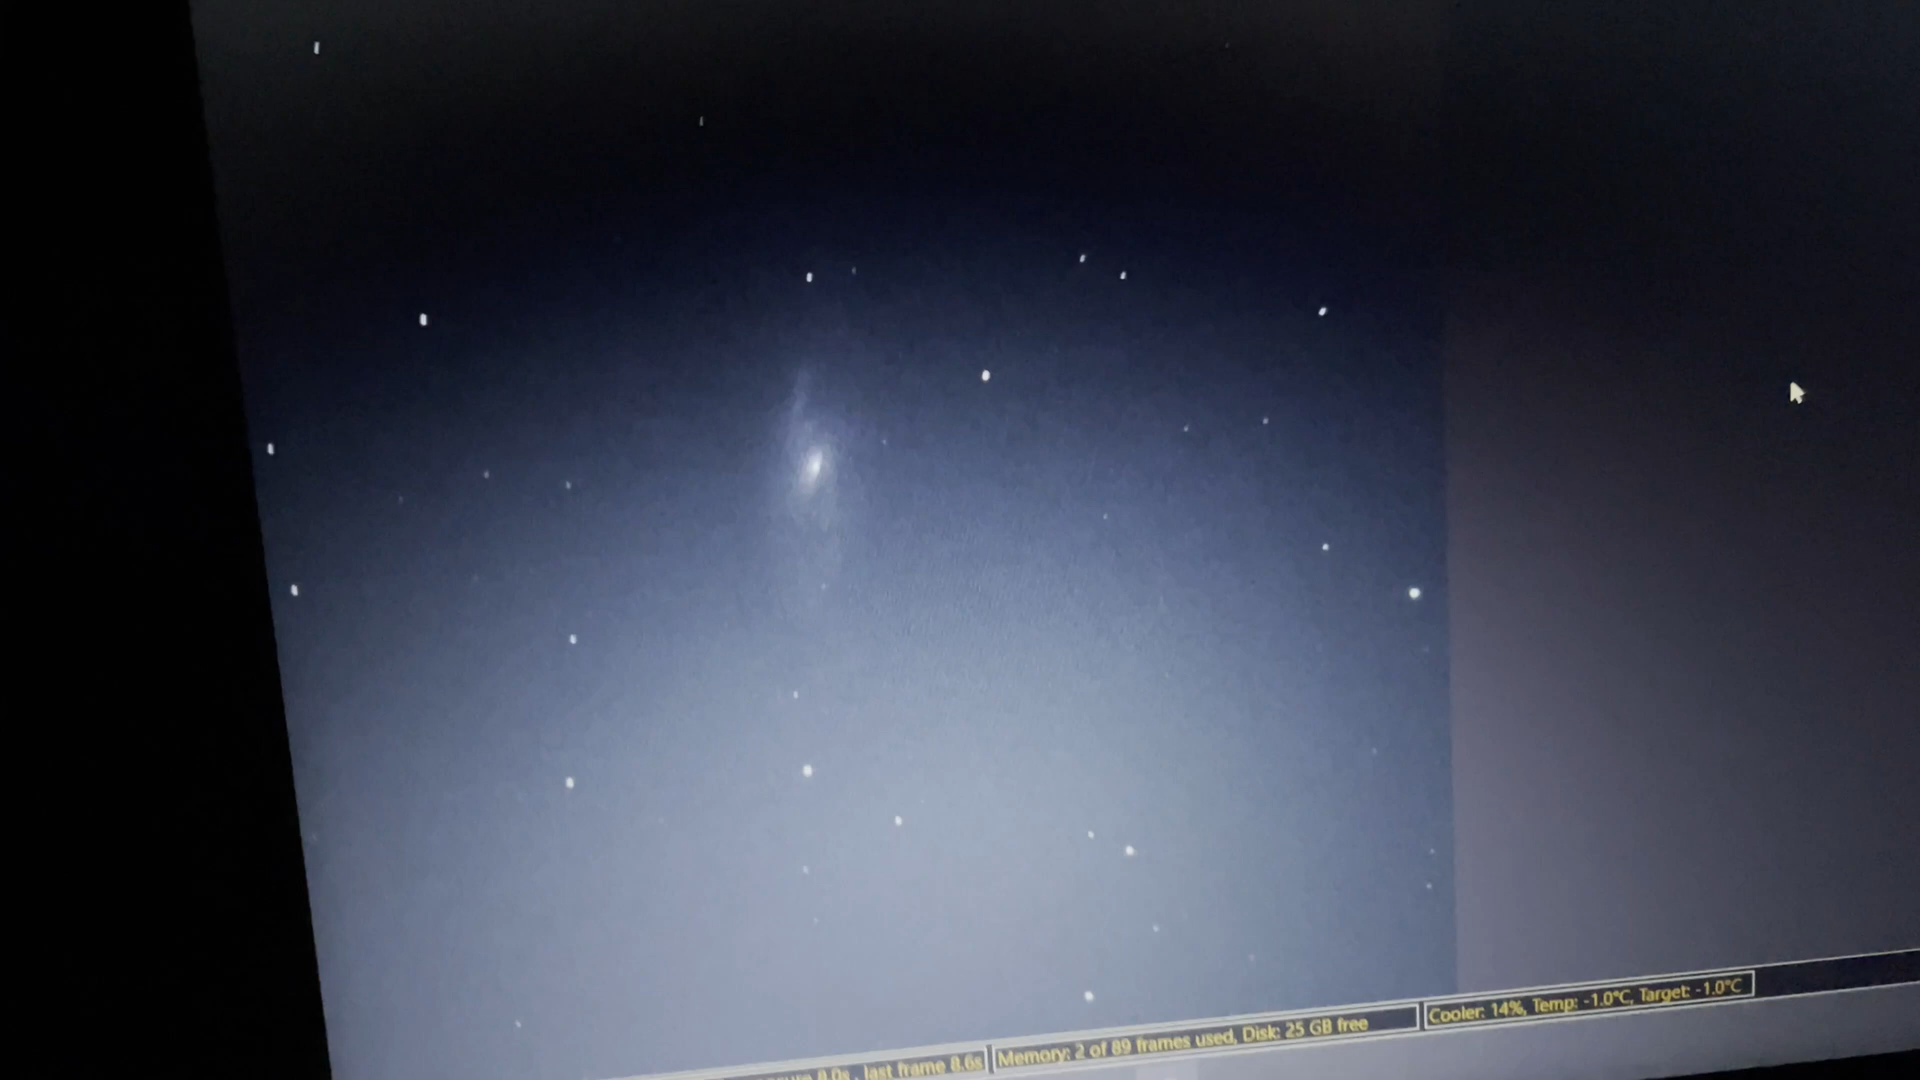 last frame 8.6s
Memory: 2 of 89 frames used, Disk: 25 GB free
Cooler: 14%, Temp: -1.0°C, Target: -1.0°C